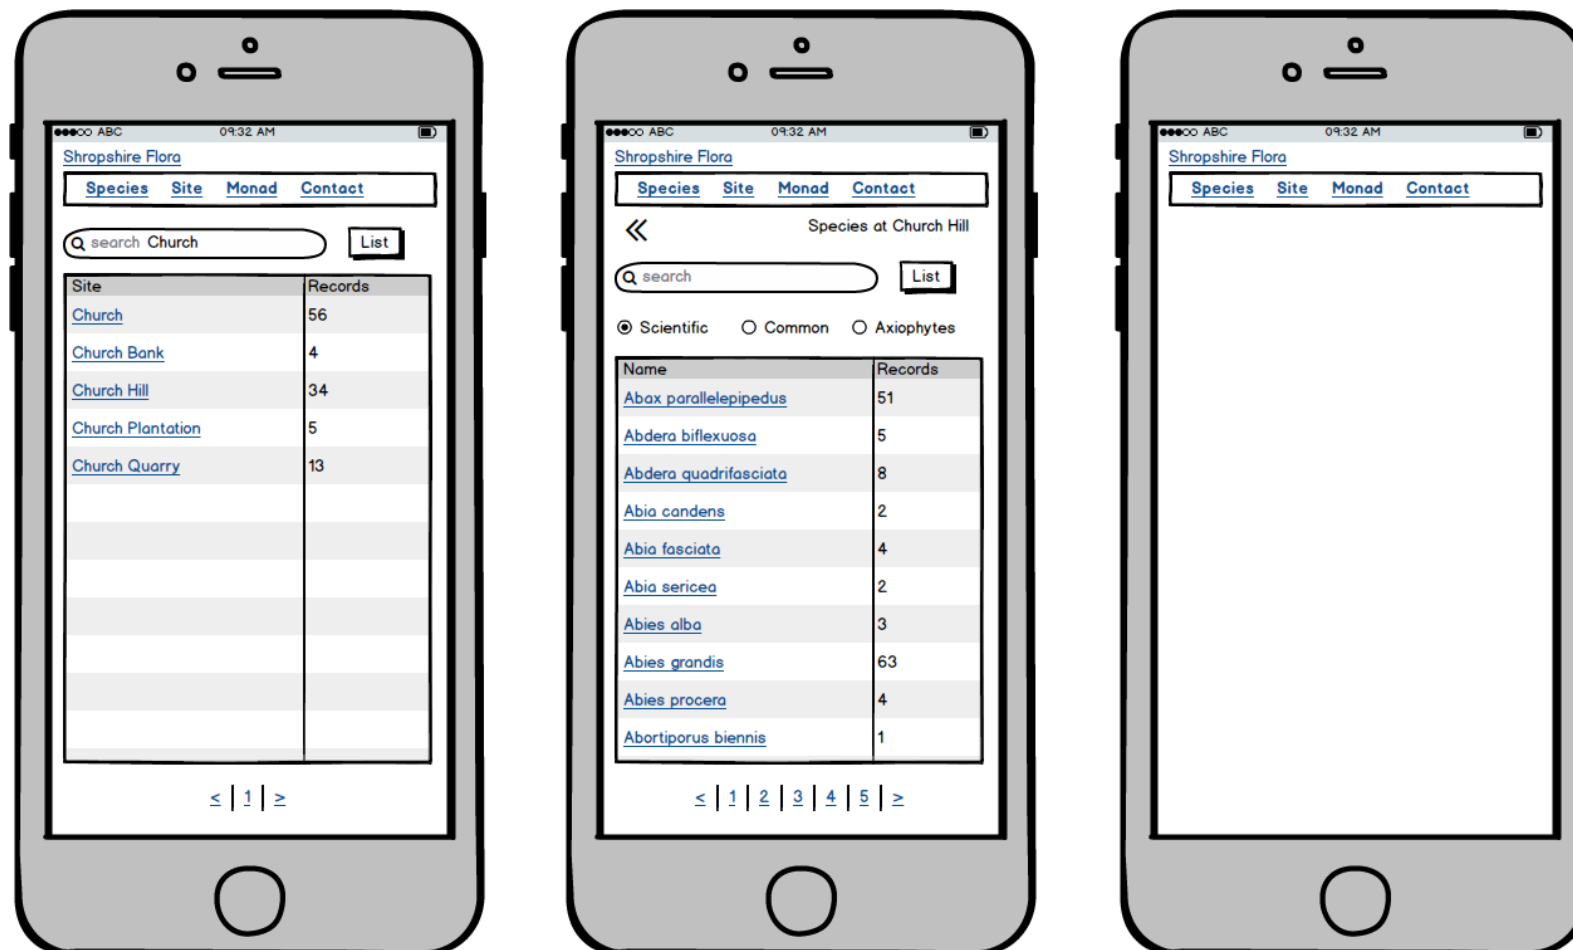 ●●●○○ ABC 09:32 AM
Shropshire Flora
Species Site Monad Contact
search Church List
Site Records
Church 56
Church Bank 4
Church Hill 34
Church Plantation 5
Church Quarry 13
< | 1 | >
●●●○○ ABC 09:32 AM
Shropshire Flora
Species Site Monad Contact
Species at Church Hill
search List
Scientific Common Axiophytes
Name Records
Abax parallelepipedus 51
Abdera biflexuosa 5
Abdera quadrifasciata 8
Abia candens 2
Abia fasciata 4
Abia sericea 2
Abies alba 3
Abies grandis 63
Abies procera 4
Abortiporus biennis 1
< | 1 | 2 | 3 | 4 | 5 | >
●●●○○ ABC 09:32 AM
Shropshire Flora
Species Site Monad Contact